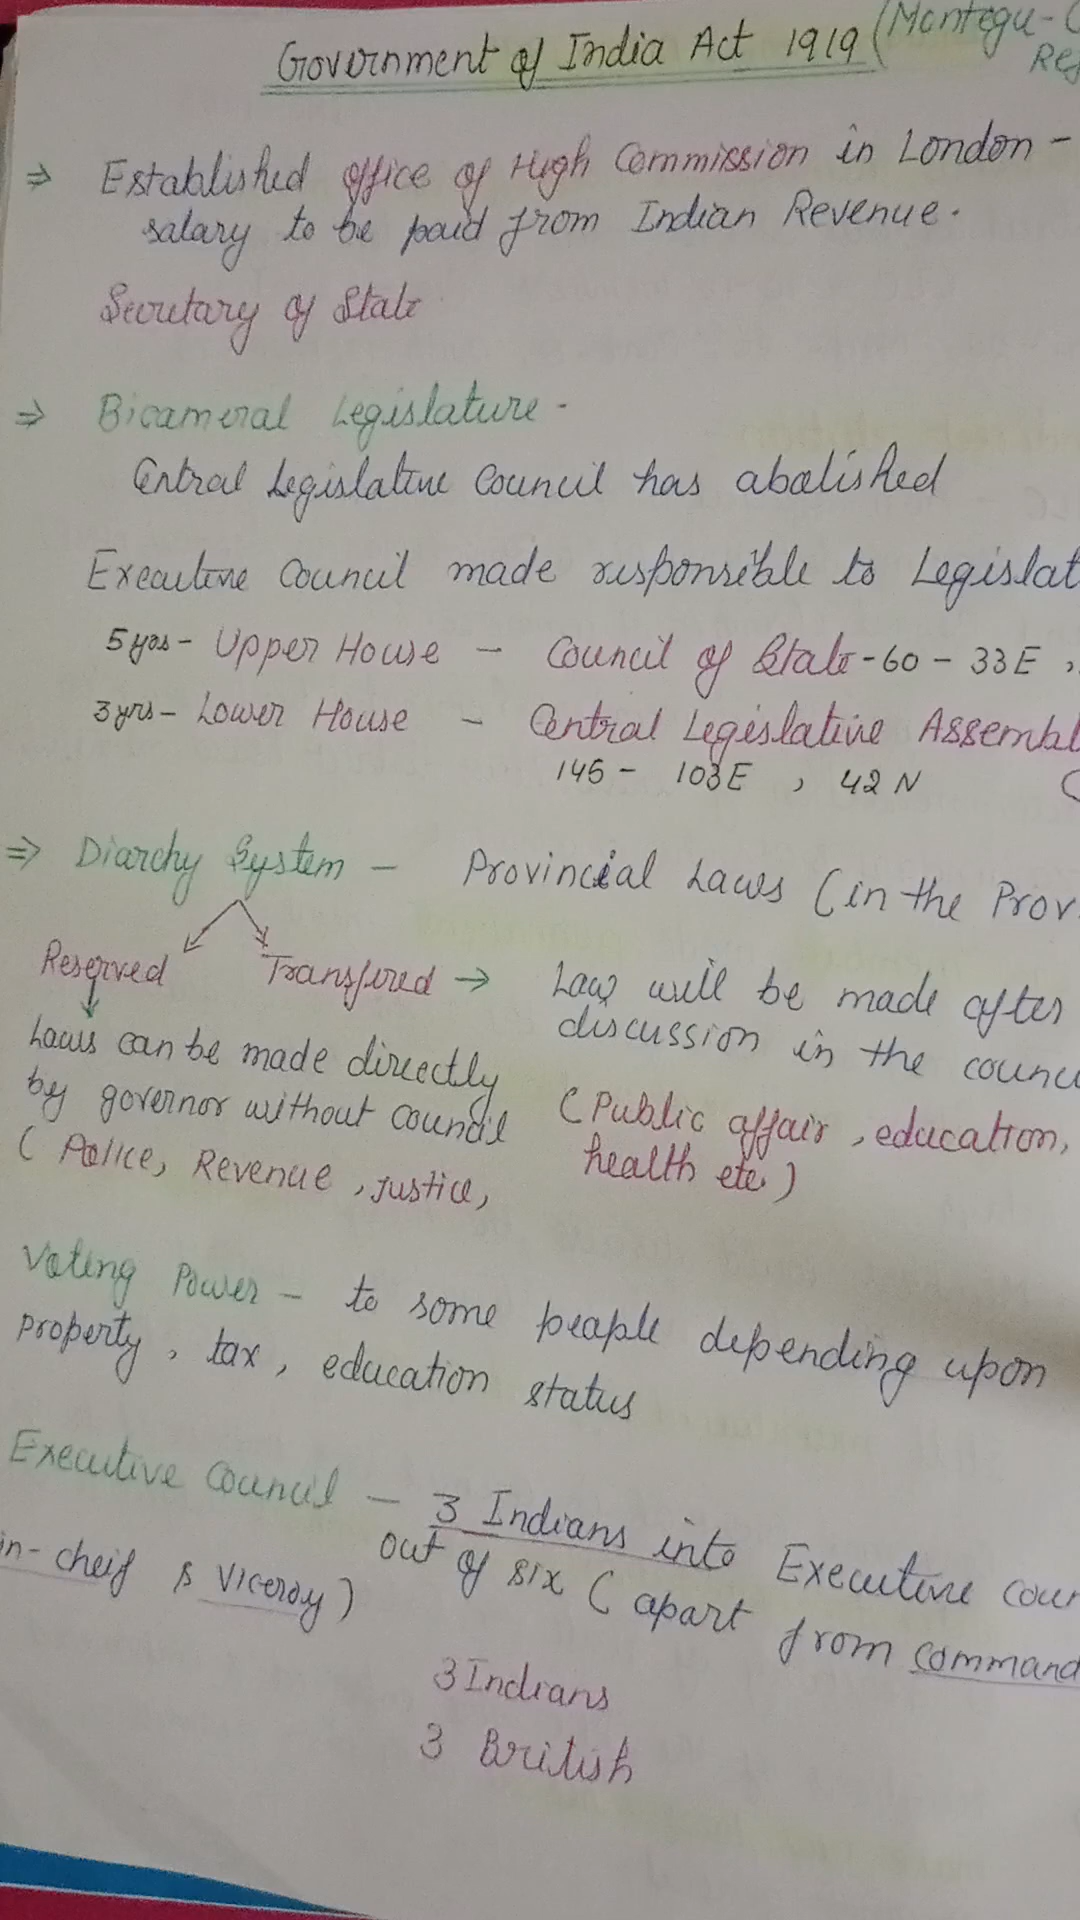 Government of India Act 1919 (Montegu-
⇒ Established office of High Commission in London -
salary to be paid from Indian Revenue.
Secretary of State
⇒ Bicameral Legislature -
Central Legislative Council has abolished
Executive Council made responsible to Legislat
5 yrs - Upper House - Council of State - 60 - 33E ,
3 yrs - Lower House - Central Legislative Assembl
145 - 103E , 42 N
⇒ Diarchy System - Provincial Laws (in the Prov
Reserved Transfired → Law will be made after
discussion in the counc
Laws can be made directly
by governor without council
(Public affair, education,
health etc)
( Police, Revenue, Justice,
Voting Power - to some people depending upon
property, tax, education status
Executive Council - 3 Indians into Executive coun
out of six ( apart from command
in-cheif & viceroy)
3 Indians
3 British